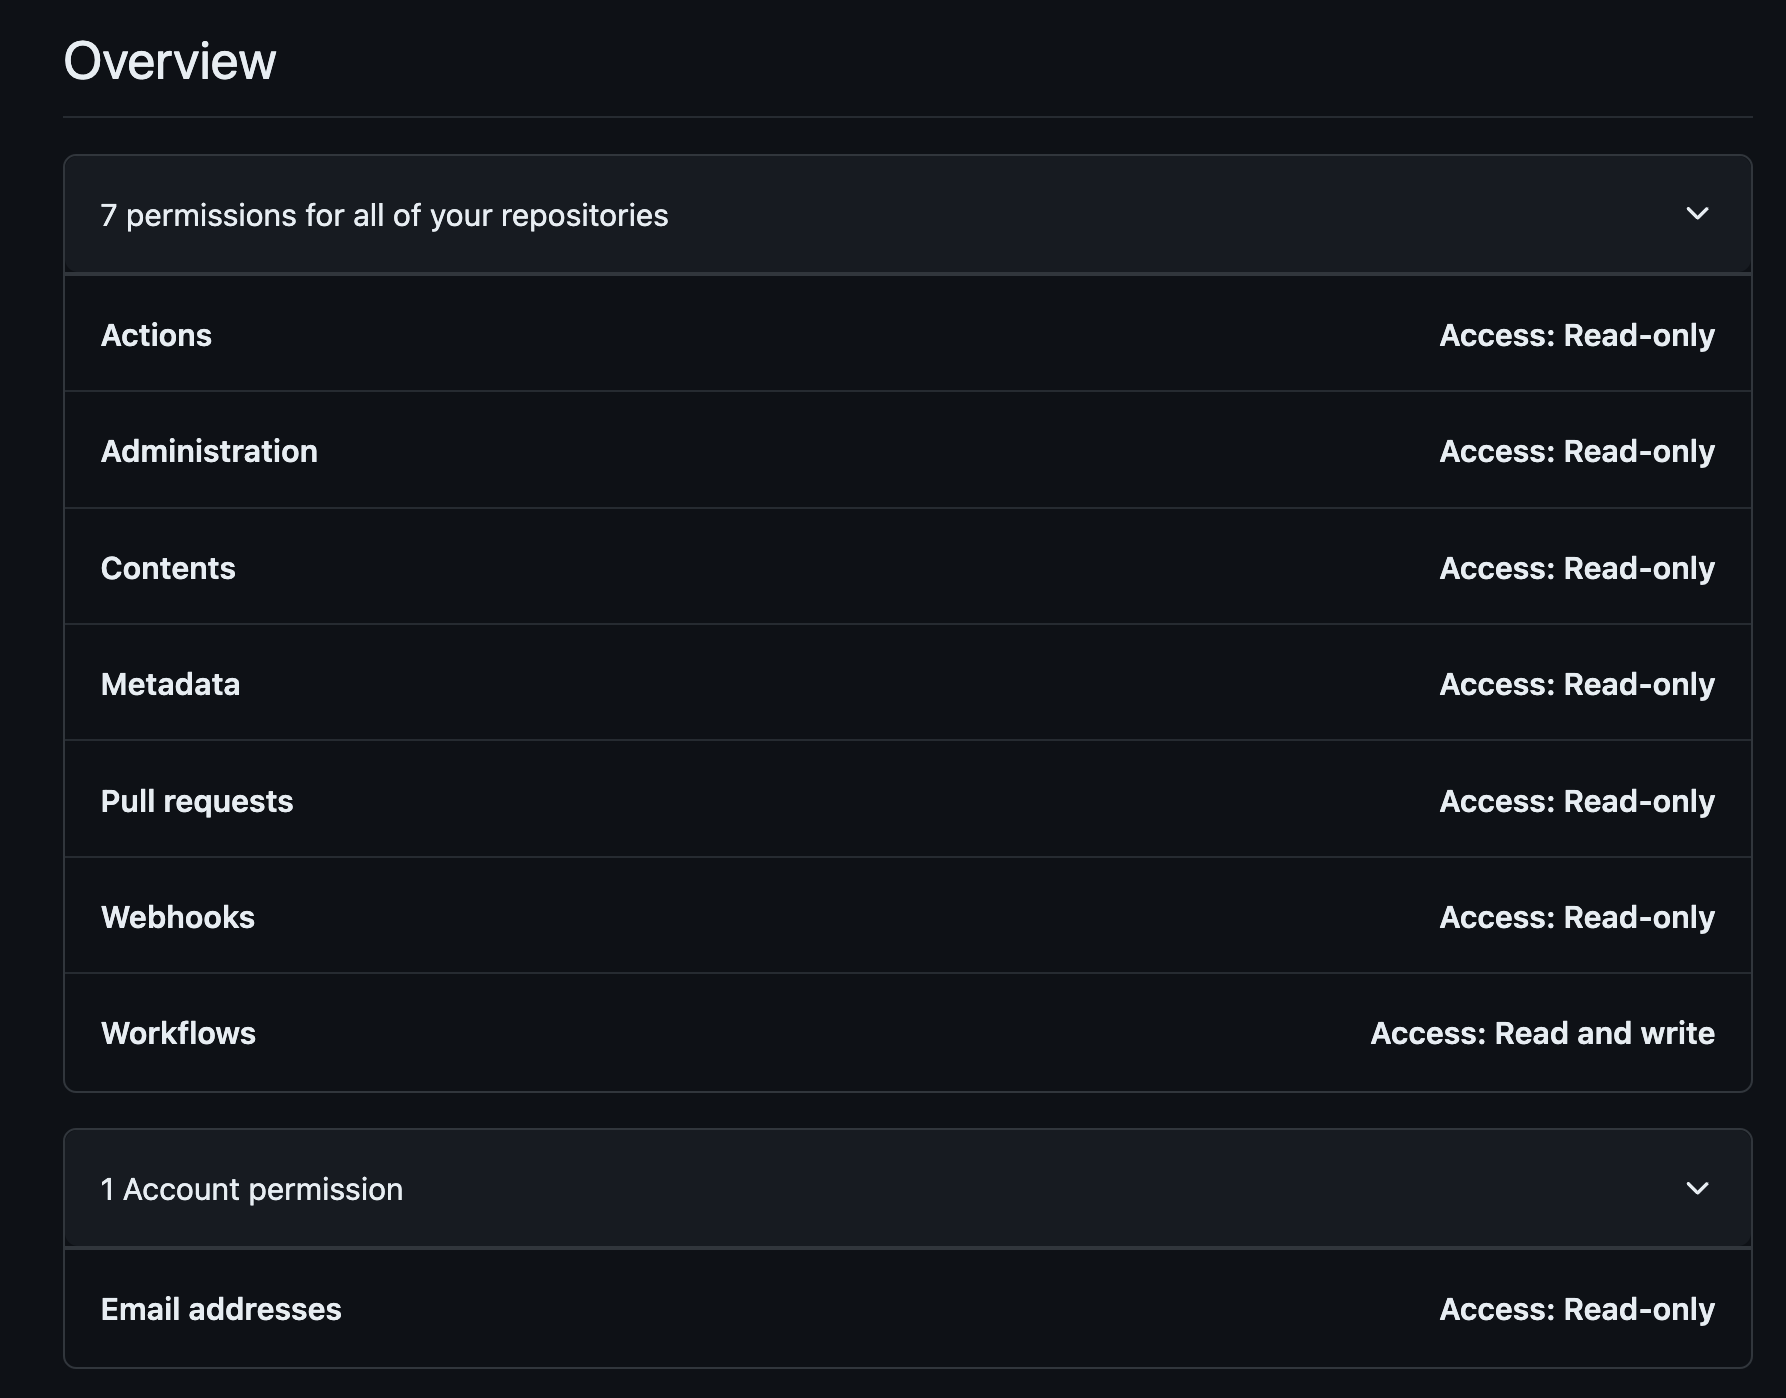 Overview
7 permissions for all of your repositories
Actions Access: Read-only
Administration Access: Read-only
Contents Access: Read-only
Metadata Access: Read-only
Pull requests Access: Read-only
Webhooks Access: Read-only
Workflows Access: Read and write
1 Account permission
Email addresses Access: Read-only